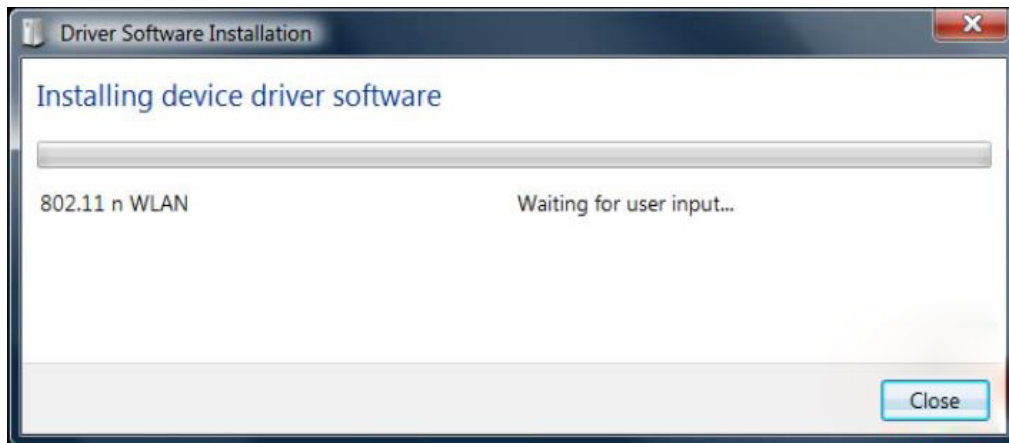 Driver Software Installation
Installing device driver software
802.11 n WLAN Waiting for user input...
Close